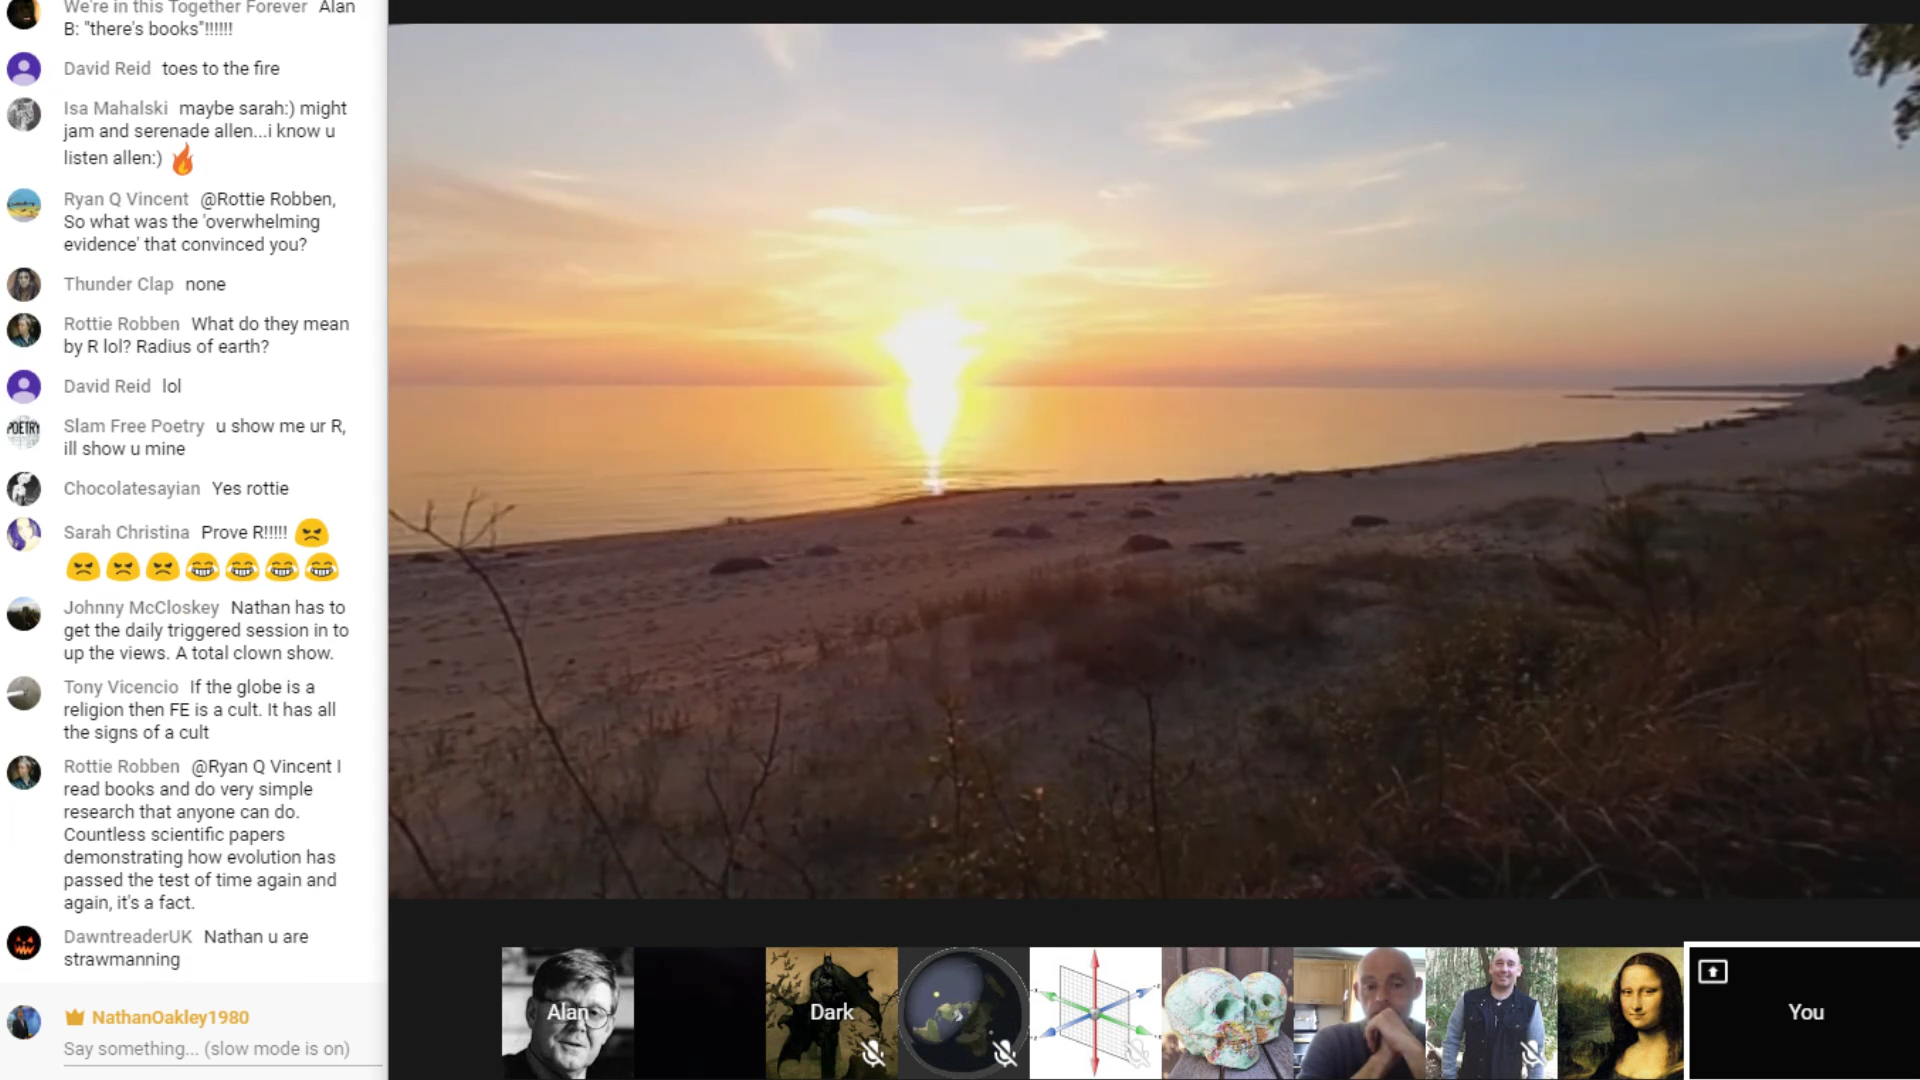 We're in this Together Forever Alan
B: "there's books"!!!!!!
David Reid toes to the fire
Isa Mahalski maybe sarah:) might
jam and serenade allen...i know u
listen allen:)
Ryan Q Vincent @Rottie Robben,
So what was the 'overwhelming
evidence' that convinced you?
Thunder Clap none
Rottie Robben What do they mean
by R lol? Radius of earth?
David Reid lol
POETRY
Slam Free Poetry u show me ur R,
ill show u mine
Chocolatesayian Yes rottie
Sarah Christina Prove R!!!!!
Johnny McCloskey Nathan has to
get the daily triggered session in to
up the views. A total clown show.
Tony Vicencio If the globe is a
religion then FE is a cult. It has all
the signs of a cult
Rottie Robben @Ryan Q Vincent I
read books and do very simple
research that anyone can do.
Countless scientific papers
demonstrating how evolution has
passed the test of time again and
again, it's a fact.
DawntreaderUK Nathan u are
strawmanning
NathanOakley1980
Say something... (slow mode is on)
Alan
Dark
You